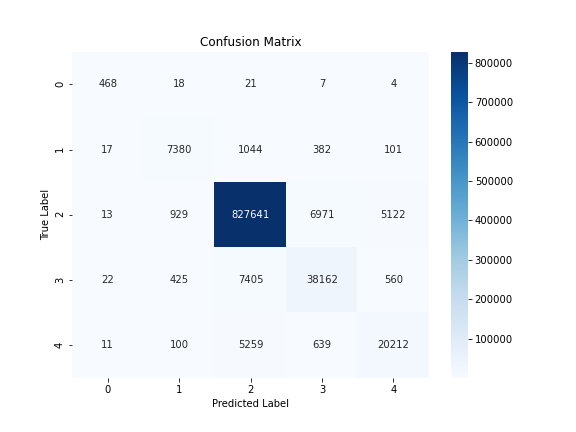 Confusion Matrix
0 468 18 21 7 4
1 17 7380 1044 382 101
2 13 929 827641 6971 5122
3 22 425 7405 38162 560
4 11 100 5259 639 20212
0 1 2 3 4
True Label
Predicted Label
800000
700000
600000
500000
400000
300000
200000
100000